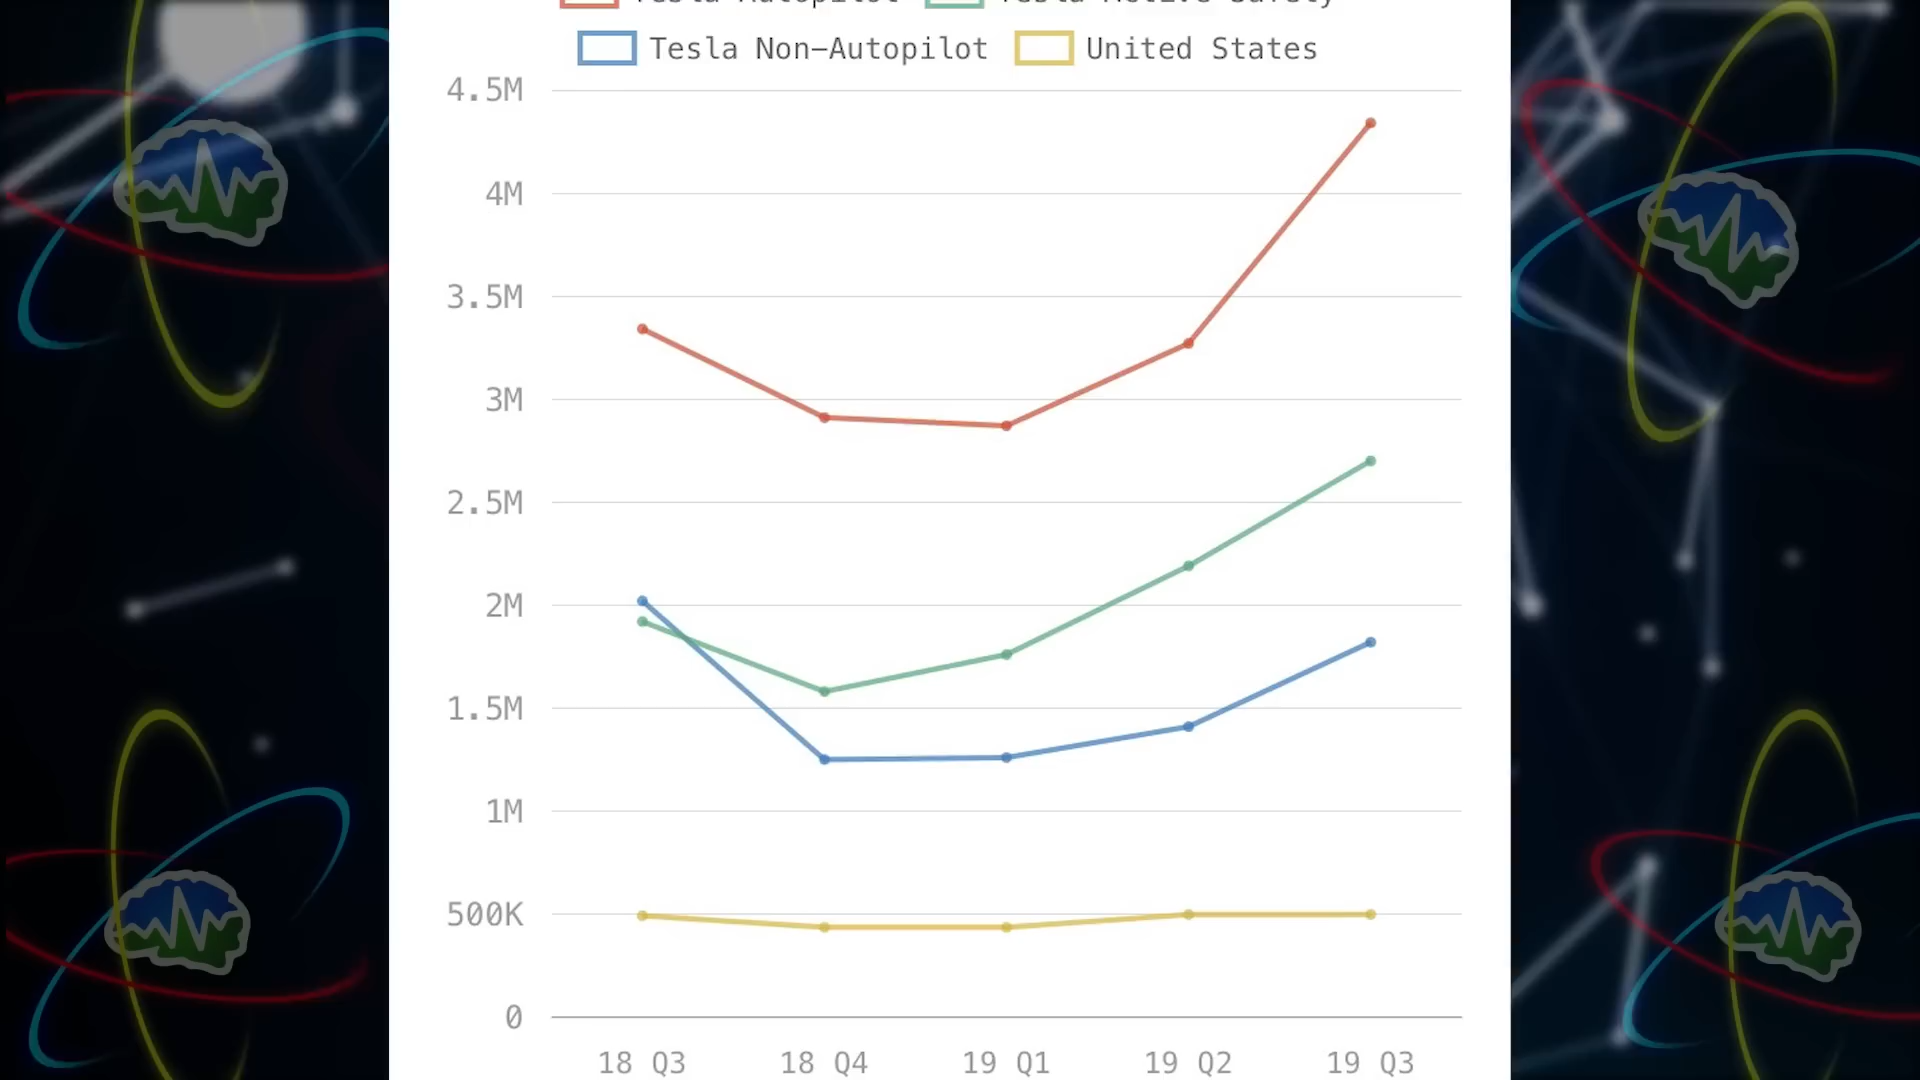 Tesla Autopilot Tesla Active Safety
Tesla Non-Autopilot United States
4.5M
4M
3.5M
3M
2.5M
2M
1.5M
1M
500K
0
18 Q3 18 Q4 19 Q1 19 Q2 19 Q3